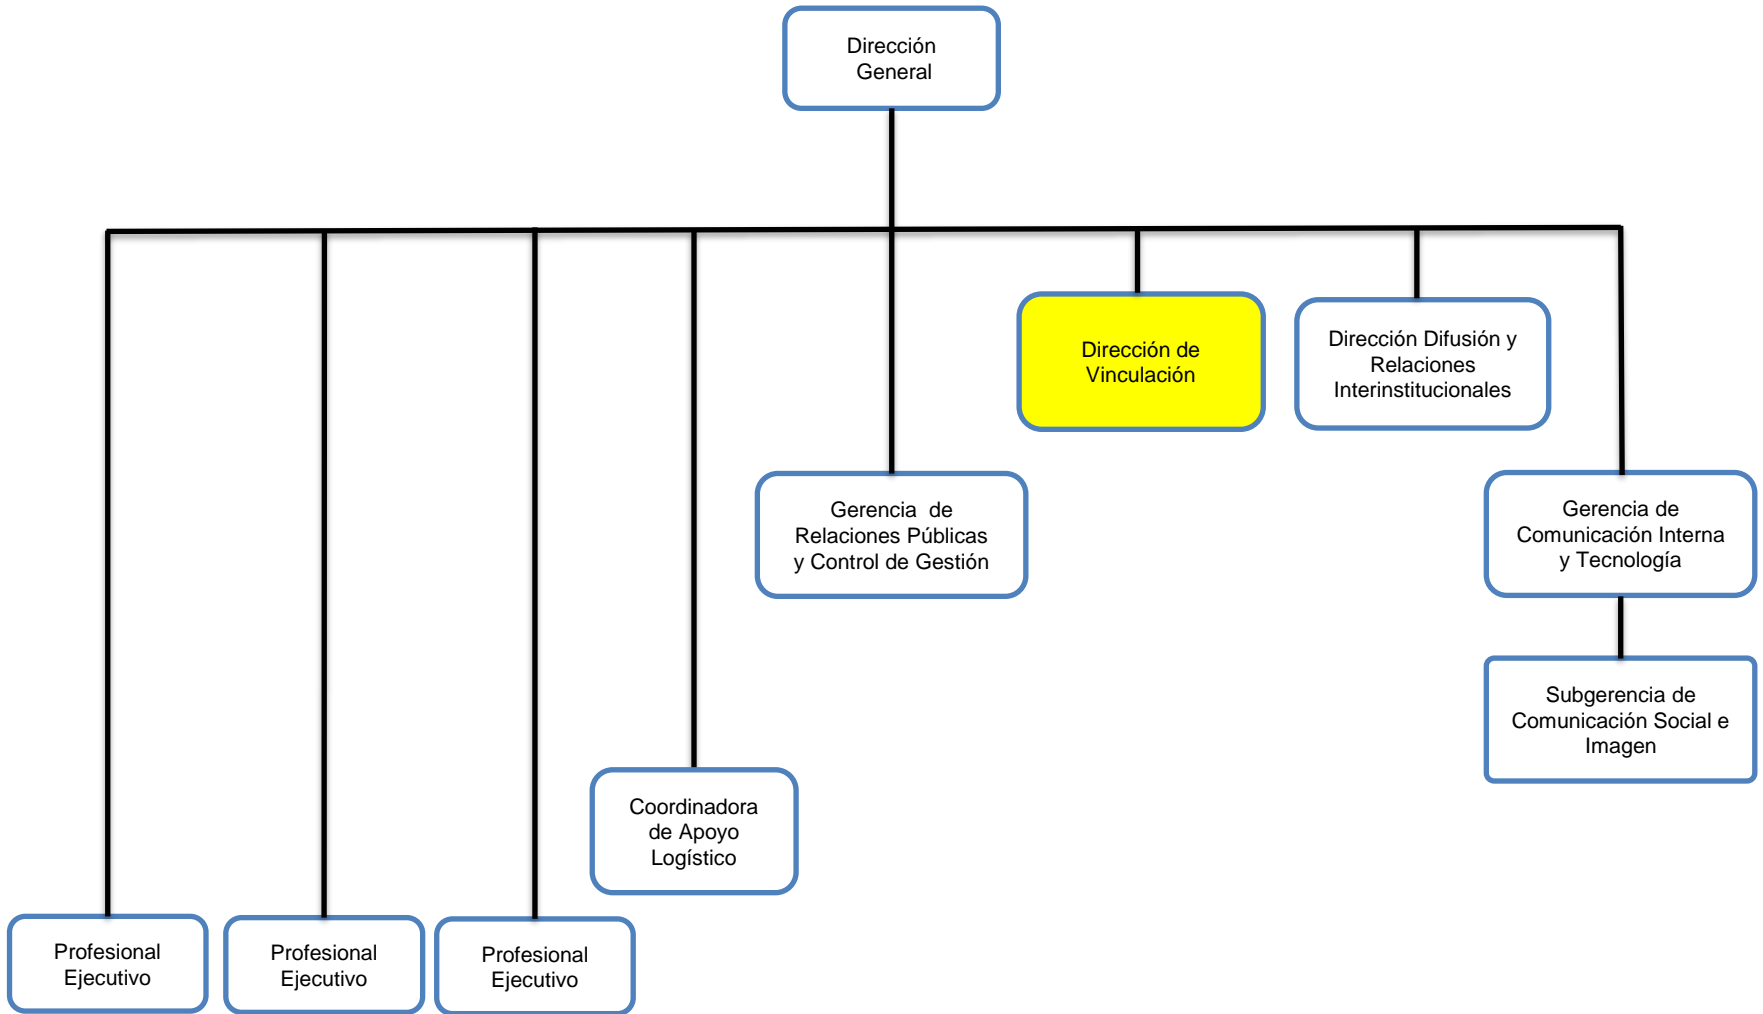 Dirección
General
Dirección de
Vinculación
Dirección Difusión y
Relaciones
Interinstitucionales
Gerencia de
Relaciones Públicas
y Control de Gestión
Gerencia de
Comunicación Interna
y Tecnología
Subgerencia de
Comunicación Social e
Imagen
Coordinadora
de Apoyo
Logístico
Profesional
Ejecutivo
Profesional
Ejecutivo
Profesional
Ejecutivo